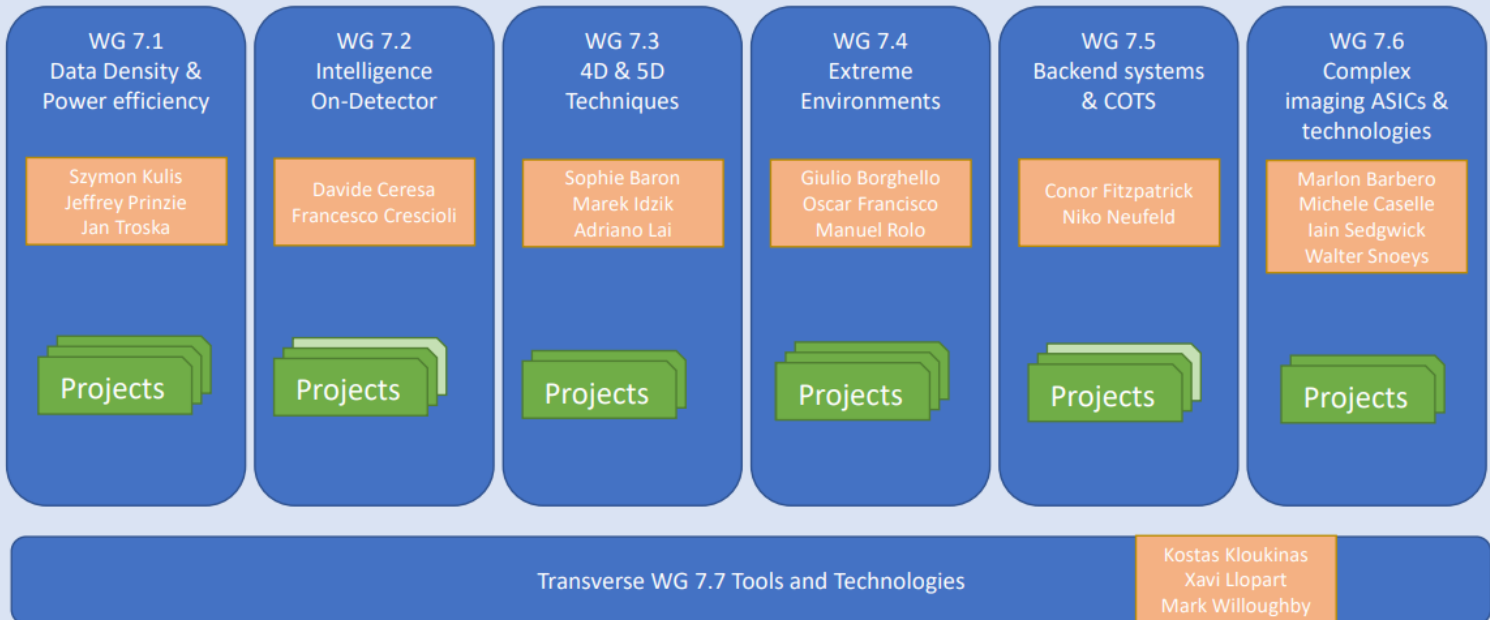 WG 7.1
Data Density &
Power efficiency
Szymon Kulis
Jeffrey Prinzie
Jan Troska
Projects
WG 7.2
Intelligence
On-Detector
Davide Ceresa
Francesco Crescioli
Projects
WG 7.3
4D & 5D
Techniques
Sophie Baron
Marek Idzik
Adriano Lai
Projects
WG 7.4
Extreme
Environments
Giulio Borghello
Oscar Francisco
Manuel Rolo
Projects
WG 7.5
Backend systems
& COTS
Conor Fitzpatrick
Niko Neufeld
Projects
WG 7.6
Complex
imaging ASICs &
technologies
Marlon Barbero
Michele Caselle
Iain Sedgwick
Walter Snoeys
Projects
Transverse WG 7.7 Tools and Technologies
Kostas Kloukinas
Xavi Llopart
Mark Willoughby